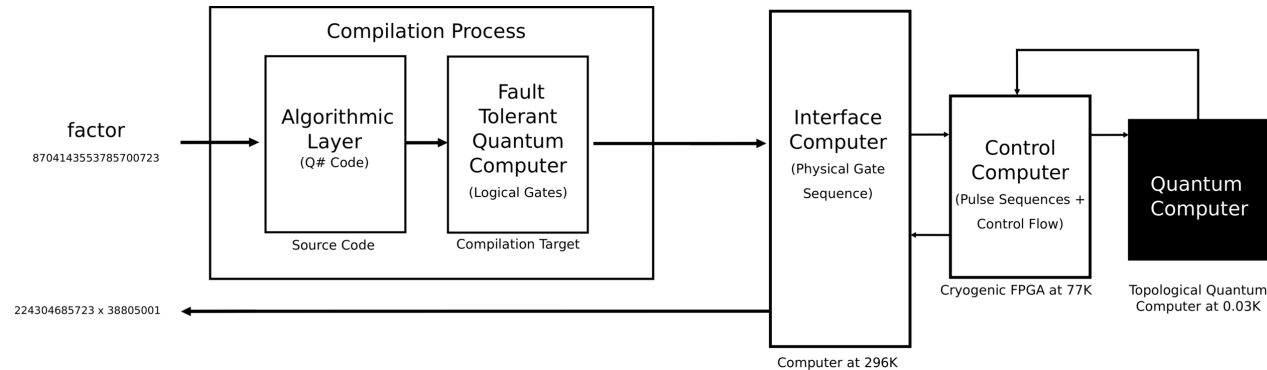 Compilation Process
factor
8704143553785700723
Algorithmic
Layer
(Q# Code)
Source Code
Fault
Tolerant
Quantum
Computer
(Logical Gates)
Compilation Target
Interface
Computer
(Physical Gate
Sequence)
Computer at 296K
Control
Computer
(Pulse Sequences +
Control Flow)
Cryogenic FPGA at 77K
Quantum
Computer
Topological Quantum
Computer at 0.03K
224304685723 x 38805001